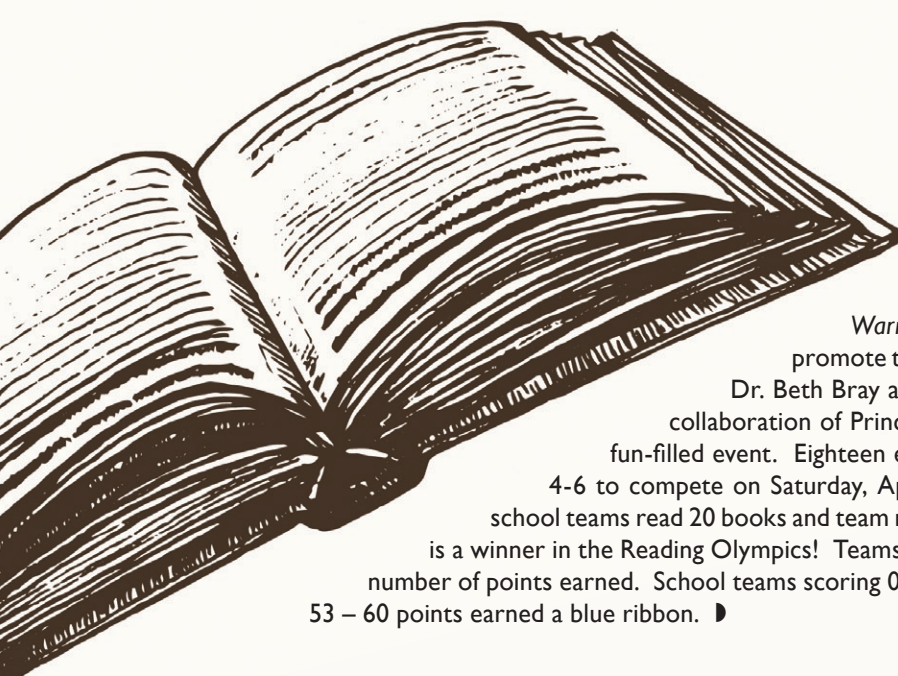 Warr
promote t
Dr. Beth Bray a
collaboration of Princ
fun-filled event. Eighteen e
4-6 to compete on Saturday, Ap
school teams read 20 books and team r
is a winner in the Reading Olympics! Teams
number of points earned. School teams scoring 0
53 – 60 points earned a blue ribbon.